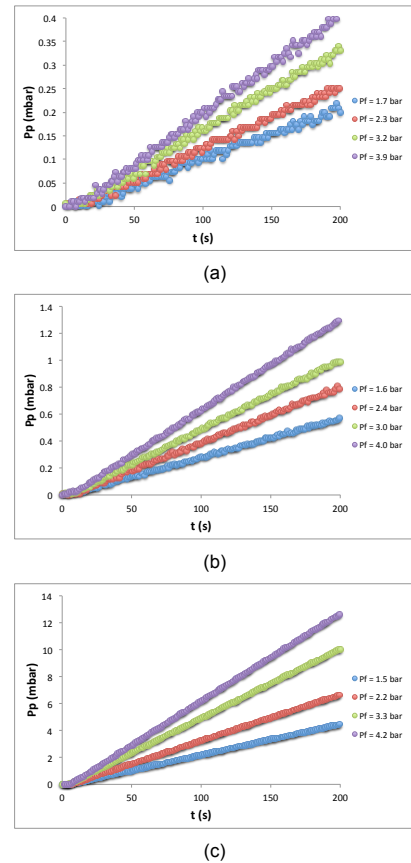 0.4
0.35
0.3
0.25
0.2
0.15
0.1
0.05
0
Pp (mbar)
0 50 100 150 200
t (s)
Pf = 1.7 bar
Pf = 2.3 bar
Pf = 3.2 bar
Pf = 3.9 bar
(a)
1.4
1.2
1
0.8
0.6
0.4
0.2
0
Pp (mbar)
0 50 100 150 200
t (s)
Pf = 1.6 bar
Pf = 2.4 bar
Pf = 3.0 bar
Pf = 4.0 bar
(b)
14
12
10
8
6
4
2
0
Pp (mbar)
0 50 100 150 200
t (s)
Pf = 1.5 bar
Pf = 2.2 bar
Pf = 3.3 bar
Pf = 4.2 bar
(c)